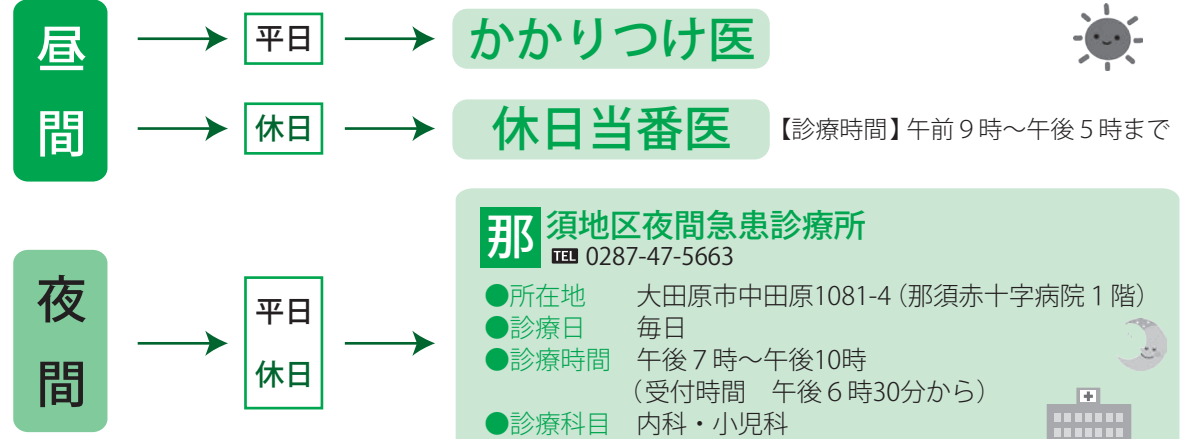 昼間
平日
かかりつけ医
休日
休日当番医
【診療時間】午前9時～午後5時まで
夜間
平日
休日
那須地区夜間急患診療所
TEL 0287-47-5663
●所在地 大田原市中田原1081-4（那須赤十字病院1階）
●診療日 毎日
●診療時間 午後7時～午後10時
（受付時間 午後6時30分から）
●診療科目 内科・小児科